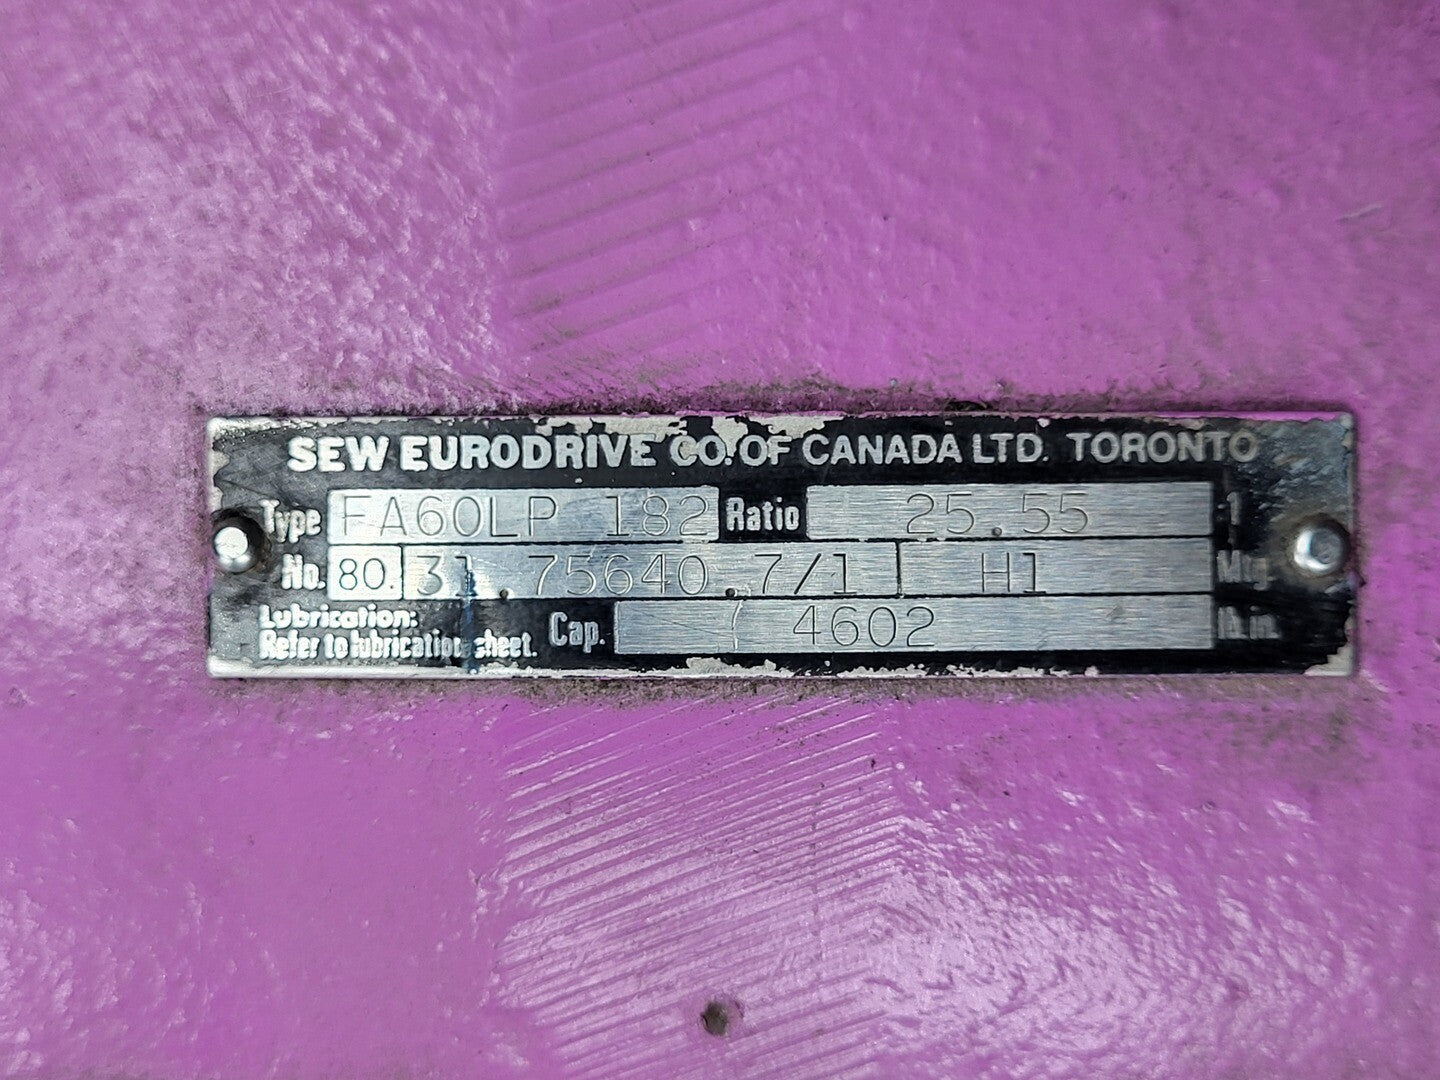 SEW EURODRIVE CO. OF CANADA LTD. TORONTO
Type FA60LP 182 Ratio 25.55 :1
No. 80. 31.75640.7/1 H1 Mtg.
Lubrication:
Refer to lubrication sheet. Cap. 4602 lb. in.